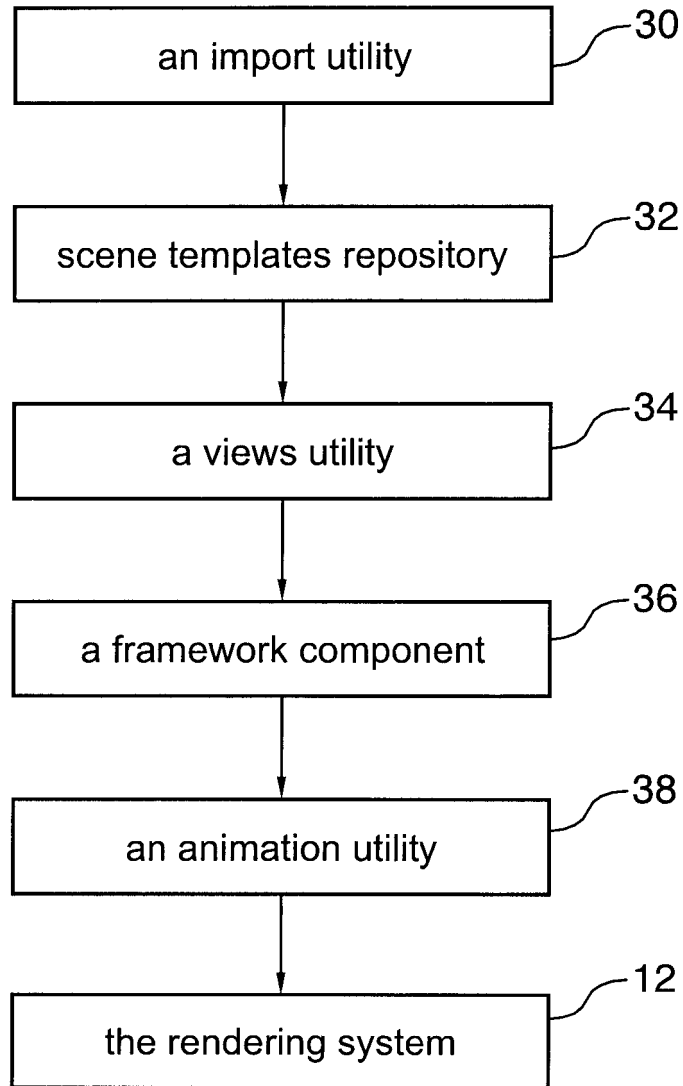 30
an import utility
32
scene templates repository
34
a views utility
36
a framework component
38
an animation utility
12
the rendering system